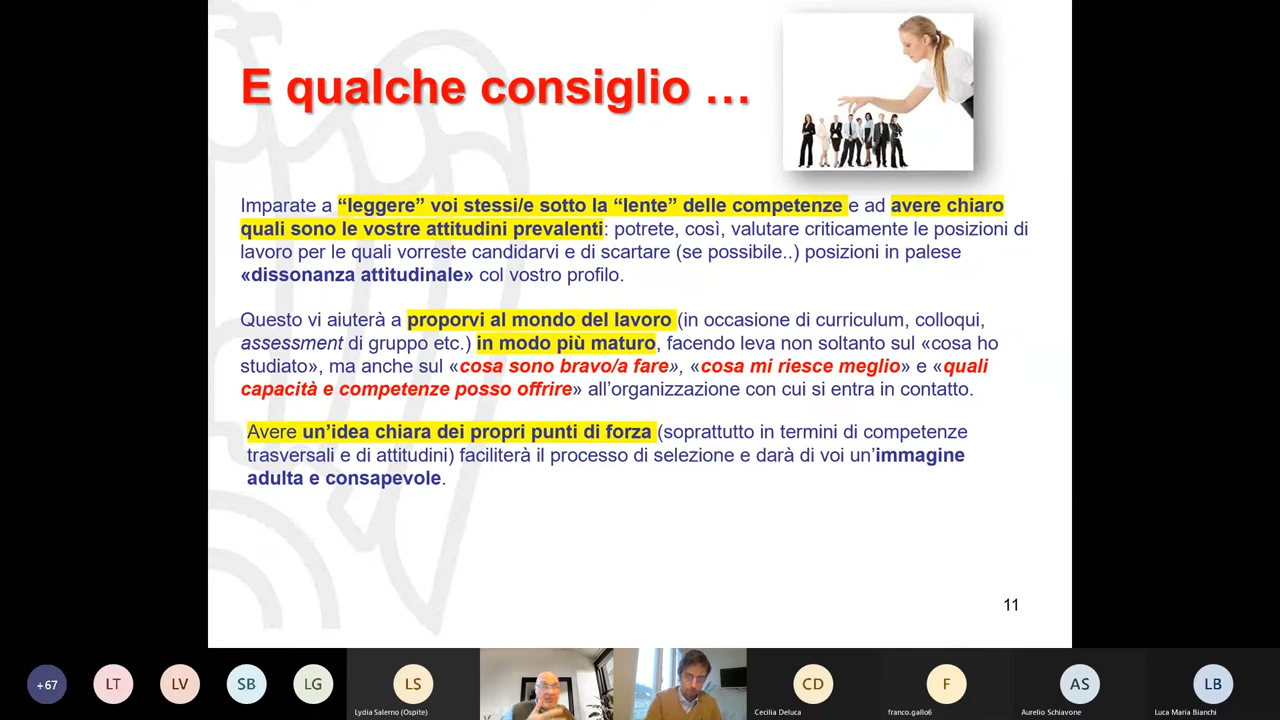 E qualche consiglio …
Imparate a “leggere” voi stessi/e sotto la “lente” delle competenze e ad avere chiaro
quali sono le vostre attitudini prevalenti: potrete, così, valutare criticamente le posizioni di
lavoro per le quali vorreste candidarvi e di scartare (se possibile..) posizioni in palese
«dissonanza attitudinale» col vostro profilo.
Questo vi aiuterà a proporvi al mondo del lavoro (in occasione di curriculum, colloqui,
assessment di gruppo etc.) in modo più maturo, facendo leva non soltanto sul «cosa ho
studiato», ma anche sul «cosa sono bravo/a fare», «cosa mi riesce meglio» e «quali
capacità e competenze posso offrire» all’organizzazione con cui si entra in contatto.
Avere un’idea chiara dei propri punti di forza (soprattutto in termini di competenze
trasversali e di attitudini) faciliterà il processo di selezione e darà di voi un’immagine
adulta e consapevole.
11
+67 LT LV SB LG LS CD F AS LB
Lydia Salerno (Ospite) Cecilia Deluca franco.gallo6 Aurelio Schiavone Luca Maria Bianchi